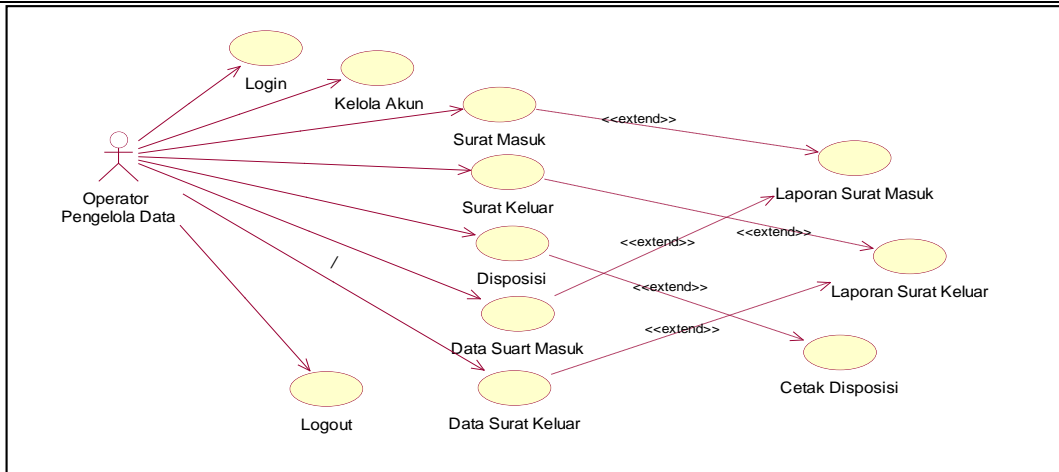 Login
Kelola Akun
Surat Masuk
<<extend>>
Operator
Pengelola Data
Laporan Surat Masuk
Surat Keluar
<<extend>>
<<extend>>
Disposisi
/
<<extend>>
Laporan Surat Keluar
Data Suart Masuk
<<extend>>
Cetak Disposisi
Logout
Data Surat Keluar